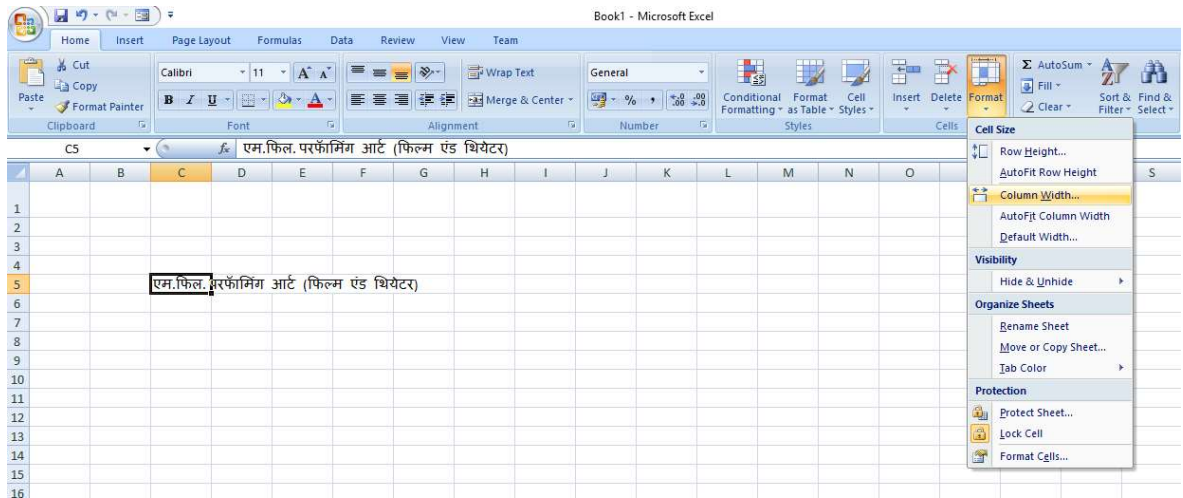 Book1 - Microsoft Excel
Home Insert Page Layout Formulas Data Review View Team
Paste
Cut
Copy
Format Painter
Clipboard
Calibri 11 A A
B I U A
Font
Wrap Text
Merge & Center
Alignment
General
% , .0 .00 .00 .0
Number
Conditional Formatting
Format as Table
Cell Styles
Styles
Insert Delete Format
Cells
Σ AutoSum
Fill
Clear
Sort & Filter
Find & Select
C5 fx एम.फिल. परफॉमिंग आर्ट (फिल्म एंड थियेटर)
A B C D E F G H I J K L M N O S
1
2
3
4
5 एम.फिल. परफॉमिंग आर्ट (फिल्म एंड थियेटर)
6
7
8
9
10
11
12
13
14
15
16
Cell Size
Row Height...
AutoFit Row Height
Column Width...
AutoFit Column Width
Default Width...
Visibility
Hide & Unhide
Organize Sheets
Rename Sheet
Move or Copy Sheet...
Tab Color
Protection
Protect Sheet...
Lock Cell
Format Cells...